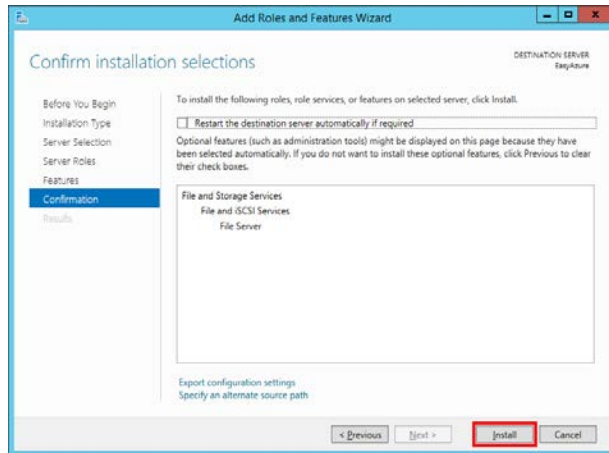 Add Roles and Features Wizard
Confirm installation selections
DESTINATION SERVER
EasyAzure
Before You Begin
Installation Type
Server Selection
Server Roles
Features
Confirmation
Results
To install the following roles, role services, or features on selected server, click Install.
Restart the destination server automatically if required
Optional features (such as administration tools) might be displayed on this page because they have
been selected automatically. If you do not want to install these optional features, click Previous to clear
their check boxes.
File and Storage Services
File and iSCSI Services
File Server
Export configuration settings
Specify an alternate source path
< Previous
Next >
Install
Cancel